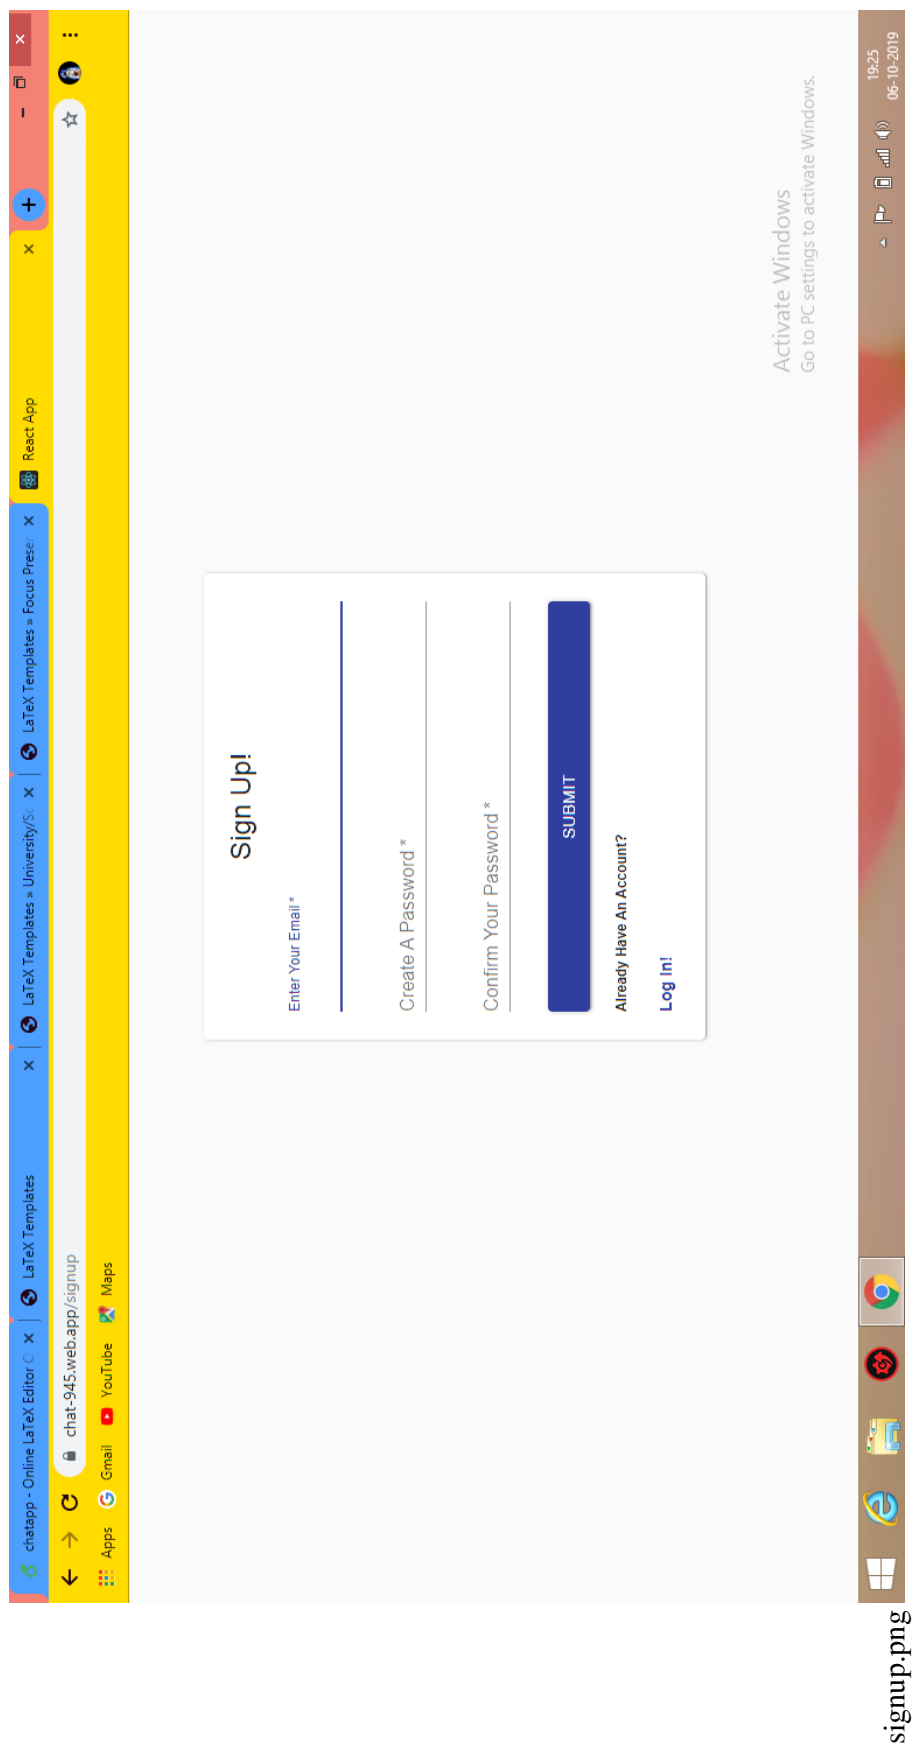 chatapp - Online LaTeX Editor
LaTeX Templates
LaTeX Templates » University/Sc
LaTeX Templates » Focus Preser
React App
chat-945.web.app/signup
Apps
Gmail
YouTube
Maps
Sign Up!
Enter Your Email *
Create A Password *
Confirm Your Password *
SUBMIT
Already Have An Account?
Log In!
Activate Windows
Go to PC settings to activate Windows.
19:25
06-10-2019
signup.png